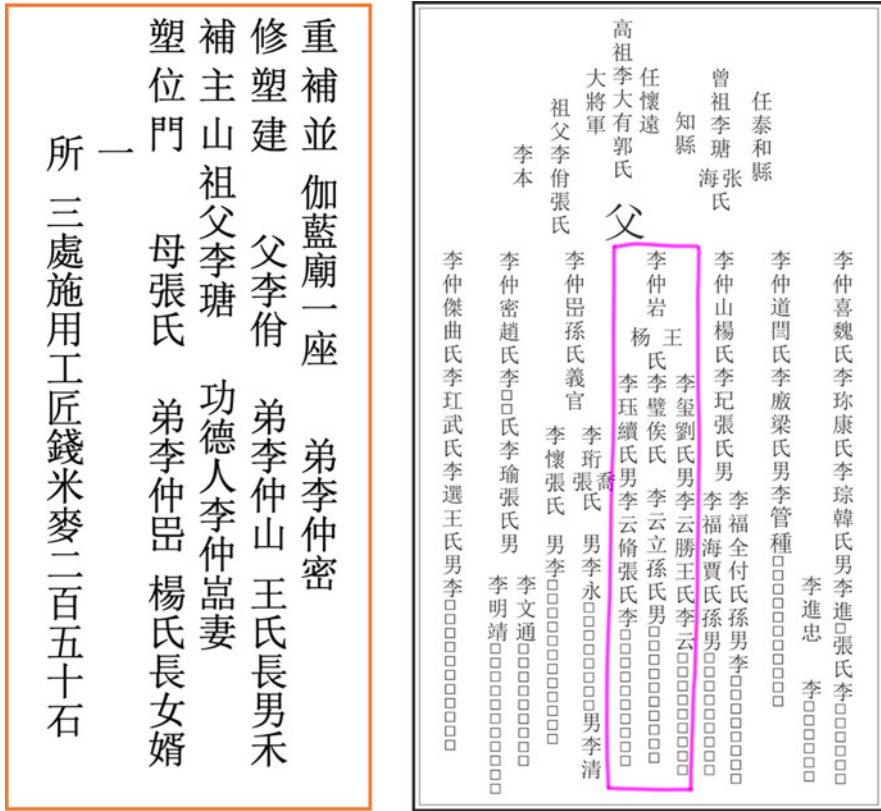 重補並 伽藍廟一座 弟李仲密
修塑建 父李佾 弟李仲山 王氏長男禾
補主山祖父李瑭 功德人李仲嵓妻
塑位門 母張氏 弟李仲岊 楊氏長女婿
一
所 三處施用工匠錢米麥二百五十石
任泰和縣
曾祖李瑭
张氏
海
知縣
任懷遠
高祖李大有郭氏
大將軍
祖父李佾張氏
李本
父
李仲喜魏氏李珎康氏李琮韓氏男李進□張氏李□□□□□
李進忠 李□□□□□□
李仲道閆氏李廒梁氏男李管種□□□□□□□□□□□
李仲山楊氏李玘張氏男
李福全付氏孫男李□□□□□□□□
李福海賈氏孫男□□□□□□□□□
李仲岩
王
杨
氏
李玺劉氏男李云勝王氏李云□□□□□□□□□
李璧俟氏 李云立孫氏男□□□□□□□□□□
李珏續氏男李云脩張氏李□□□□□□□□□□
李仲岊孫氏義官
李珩喬
張氏 男李永□□□□□□□□男李清
李懷張氏 男李□□□□□□□□□□□□
李仲密趙氏李□□氏李瑜張氏男
李文通□□□□□□□□□□
李明靖□□□□□□□□□□□
李仲傑曲氏李玒武氏李選王氏男李□□□□□□□□□□